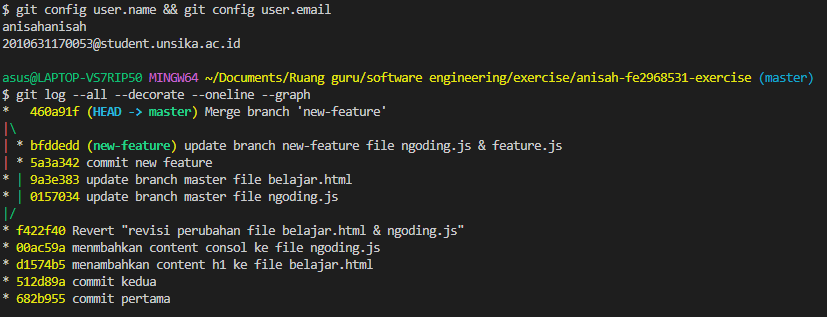 $ git config user.name && git config user.email
anisahanisah
2010631170053@student.unsika.ac.id
asus@LAPTOP-VS7RIP50 MINGW64 ~/Documents/Ruang guru/software engineering/exercise/anisah-fe2968531-exercise (master)
$ git log --all --decorate --oneline --graph
*   460a91f (HEAD -> master) Merge branch 'new-feature'
|\
| * bfddedd (new-feature) update branch new-feature file ngoding.js & feature.js
| * 5a3a342 commit new feature
* | 9a3e383 update branch master file belajar.html
* | 0157034 update branch master file ngoding.js
|/
* f422f40 Revert "revisi perubahan file belajar.html & ngoding.js"
* 00ac59a menmbahkan content consol ke file ngoding.js
* d1574b5 menambahkan content h1 ke file belajar.html
* 512d89a commit kedua
* 682b955 commit pertama